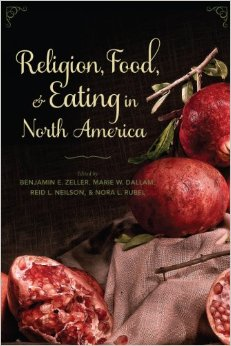 Religion, Food,
& Eating in
North America
Edited by
BENJAMIN E. ZELLER, MARIE W. DALLAM,
REID L. NEILSON, & NORA L. RUBEL